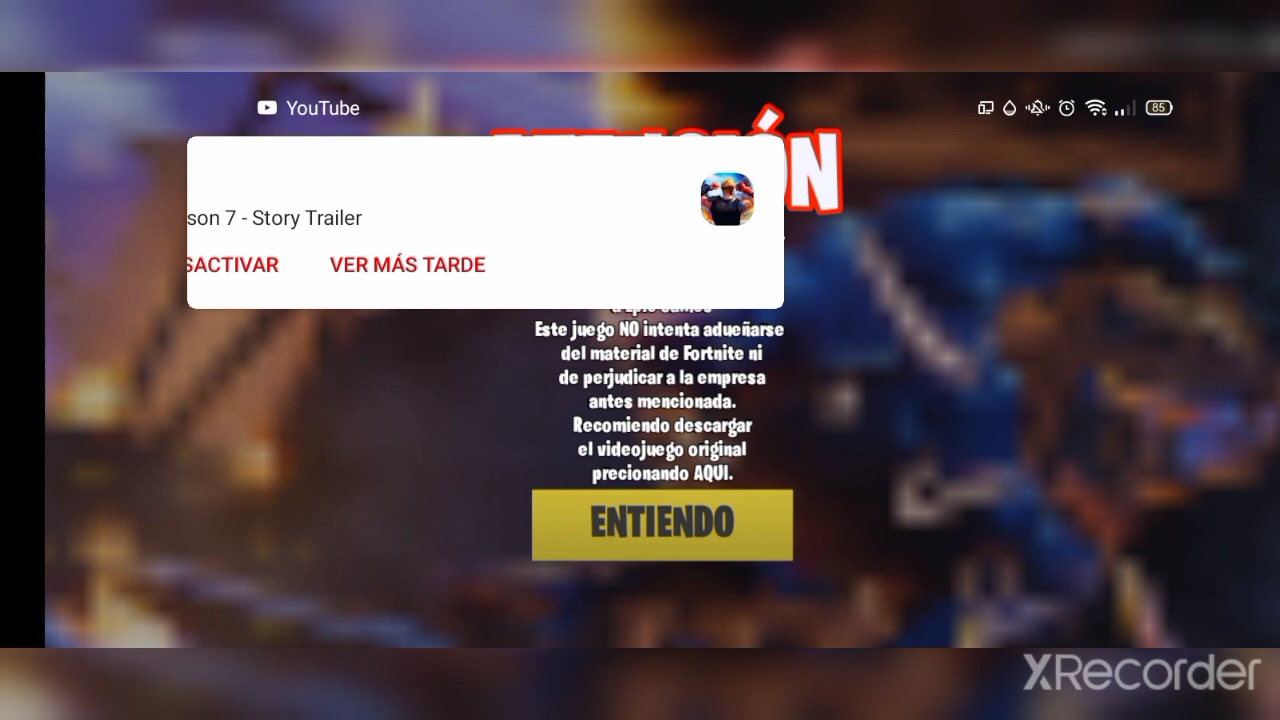 YouTube
85
son 7 - Story Trailer
SACTIVAR VER MÁS TARDE
Este juego NO intenta adueñarse
del material de Fortnite ni
de perjudicar a la empresa
antes mencionada.
Recomiendo descargar
el videojuego original
precionando AQUI.
ENTIENDO
XRecorder